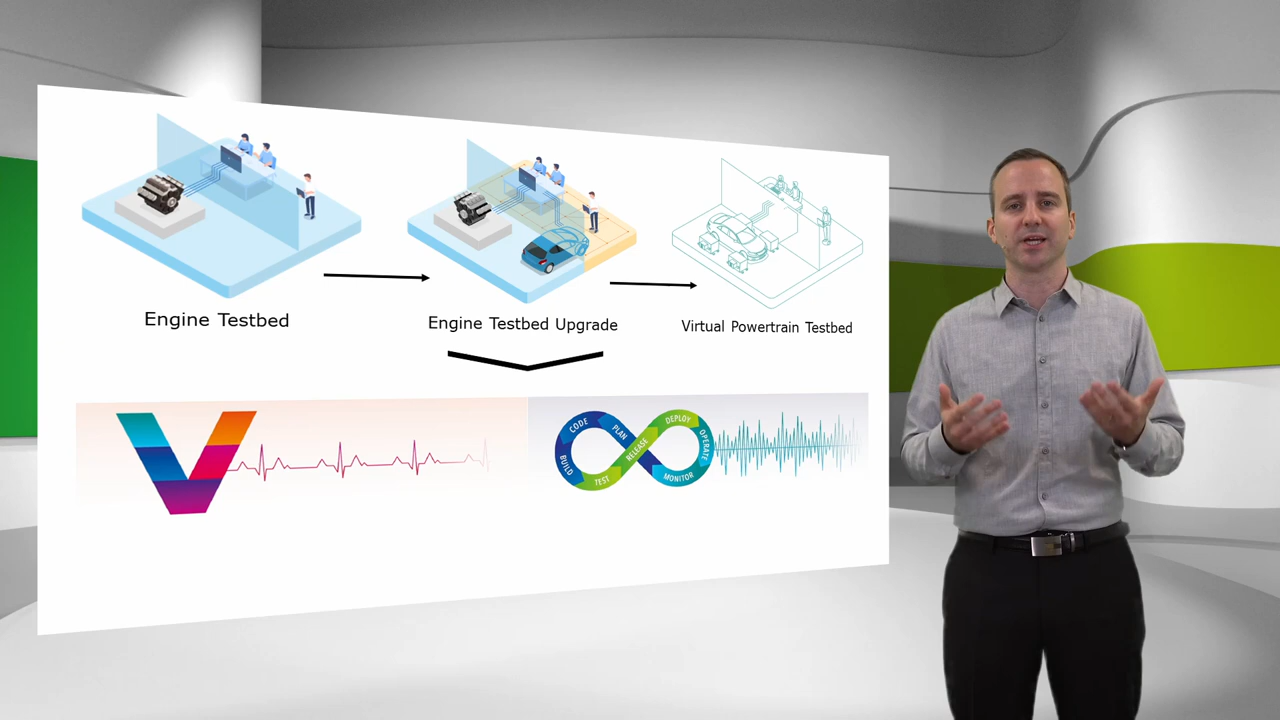 Engine Testbed
Engine Testbed Upgrade
Virtual Powertrain Testbed
CODE
PLAN
BUILD
TEST
RELEASE
DEPLOY
OPERATE
MONITOR